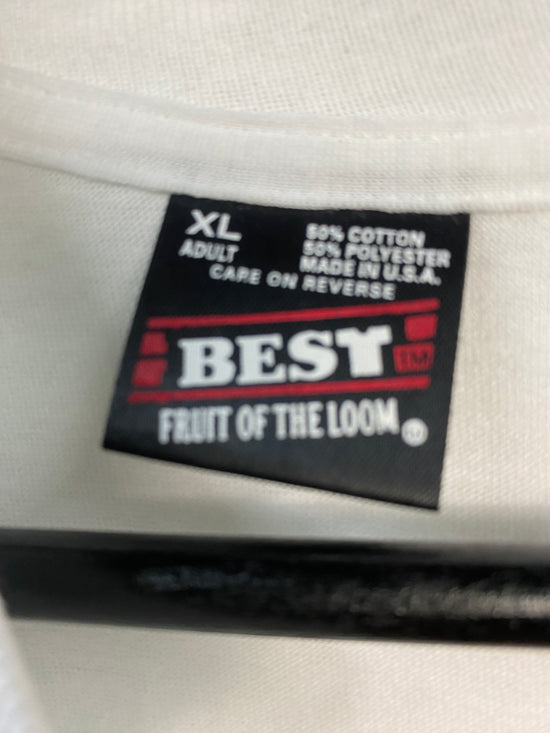 XL
ADULT
50% COTTON
50% POLYESTER
MADE IN U.S.A.
CARE ON REVERSE
BEST
TM
FRUIT OF THE LOOM